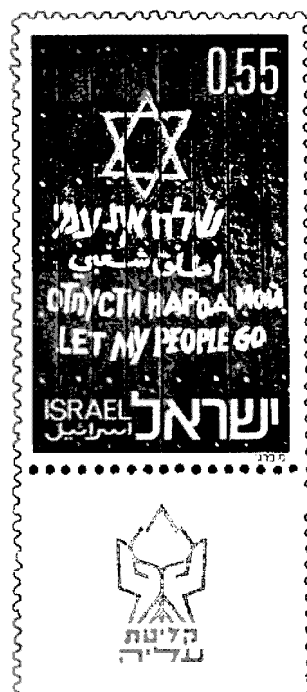 0.55
שלח את עמי
اطلق شعبي
ОТПУСТИ НАРОД МОЙ
LET MY PEOPLE GO
ISRAEL ישראל
اسرائيل
קליטת
עליה